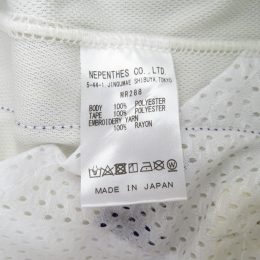 NEPENTHES CO., LTD.
5-44-1 JINGUMAE SHIBUYA TOKYO
MR288
BODY 100% POLYESTER
TAPE 100% POLYESTER
EMBROIDERY YARN
100% RAYON
MADE IN JAPAN